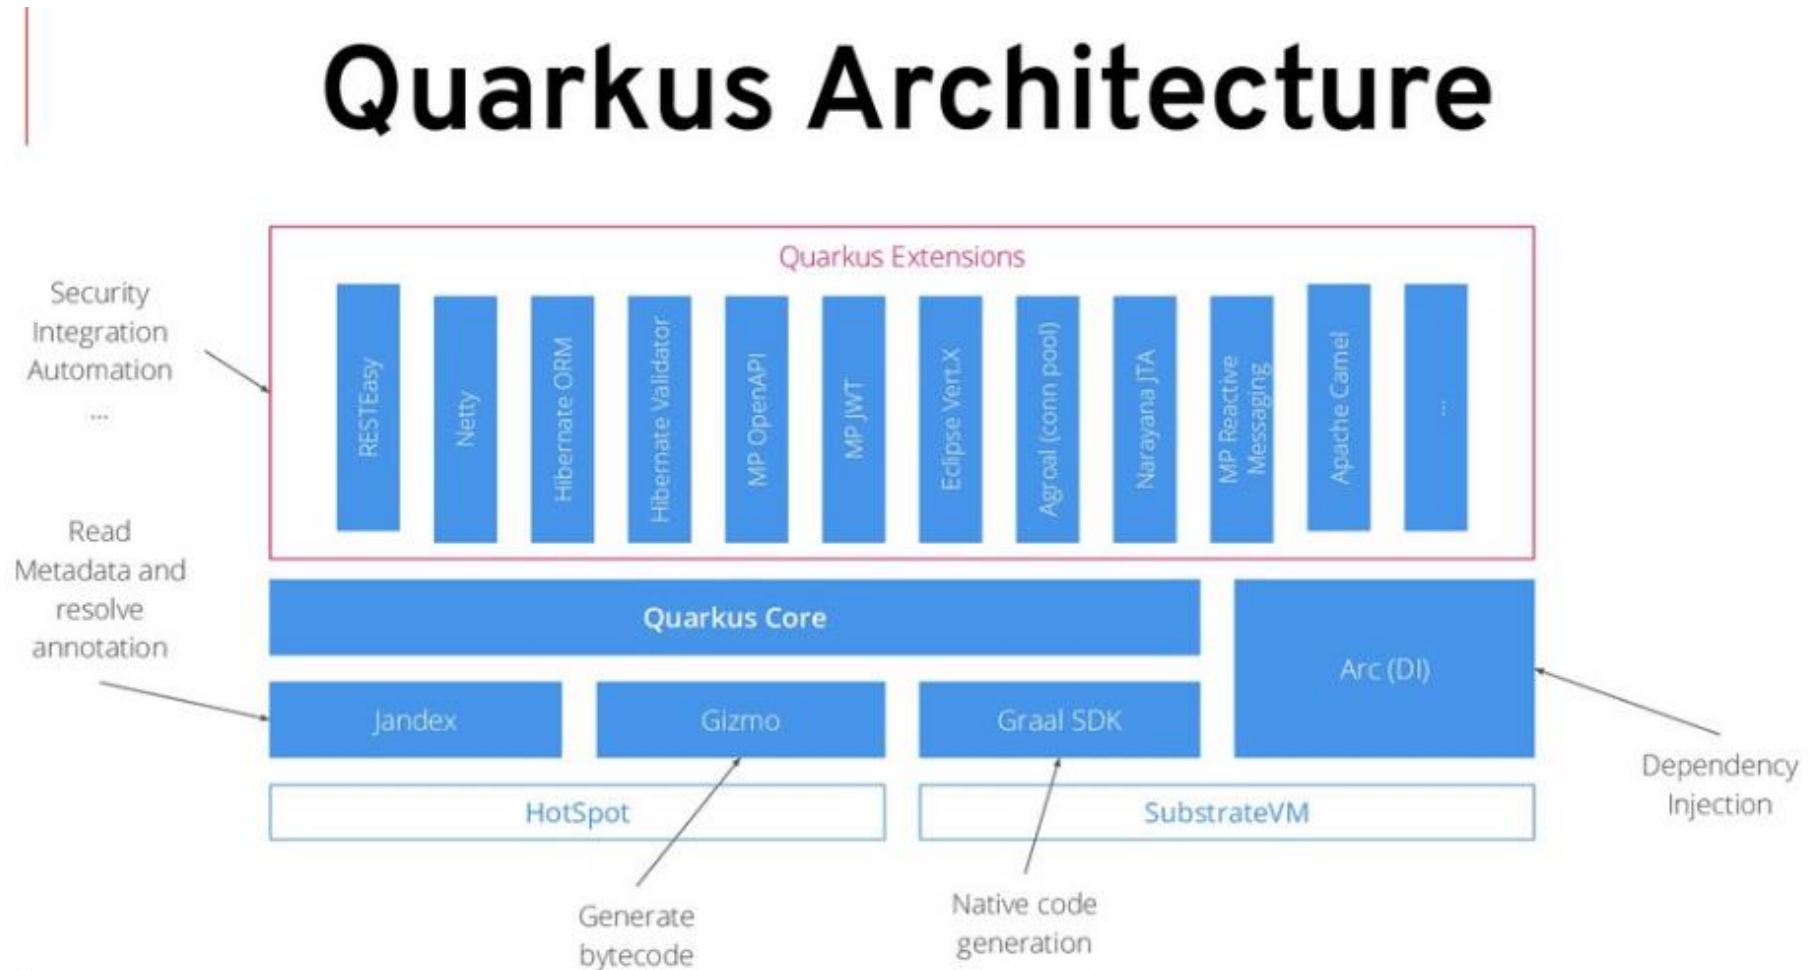 Quarkus Architecture
Quarkus Extensions
Security
Integration
Automation
...
RESTEasy
Netty
Hibernate ORM
Hibernate Validator
MP OpenAPI
MP JWT
Eclipse Vert.X
Agroal (conn pool)
Narayana JTA
MP Reactive
Messaging
Apache Camel
...
Read
Metadata and
resolve
annotation
Quarkus Core
Arc (DI)
Jandex
Gizmo
Graal SDK
Dependency
Injection
HotSpot
SubstrateVM
Generate
bytecode
Native code
generation